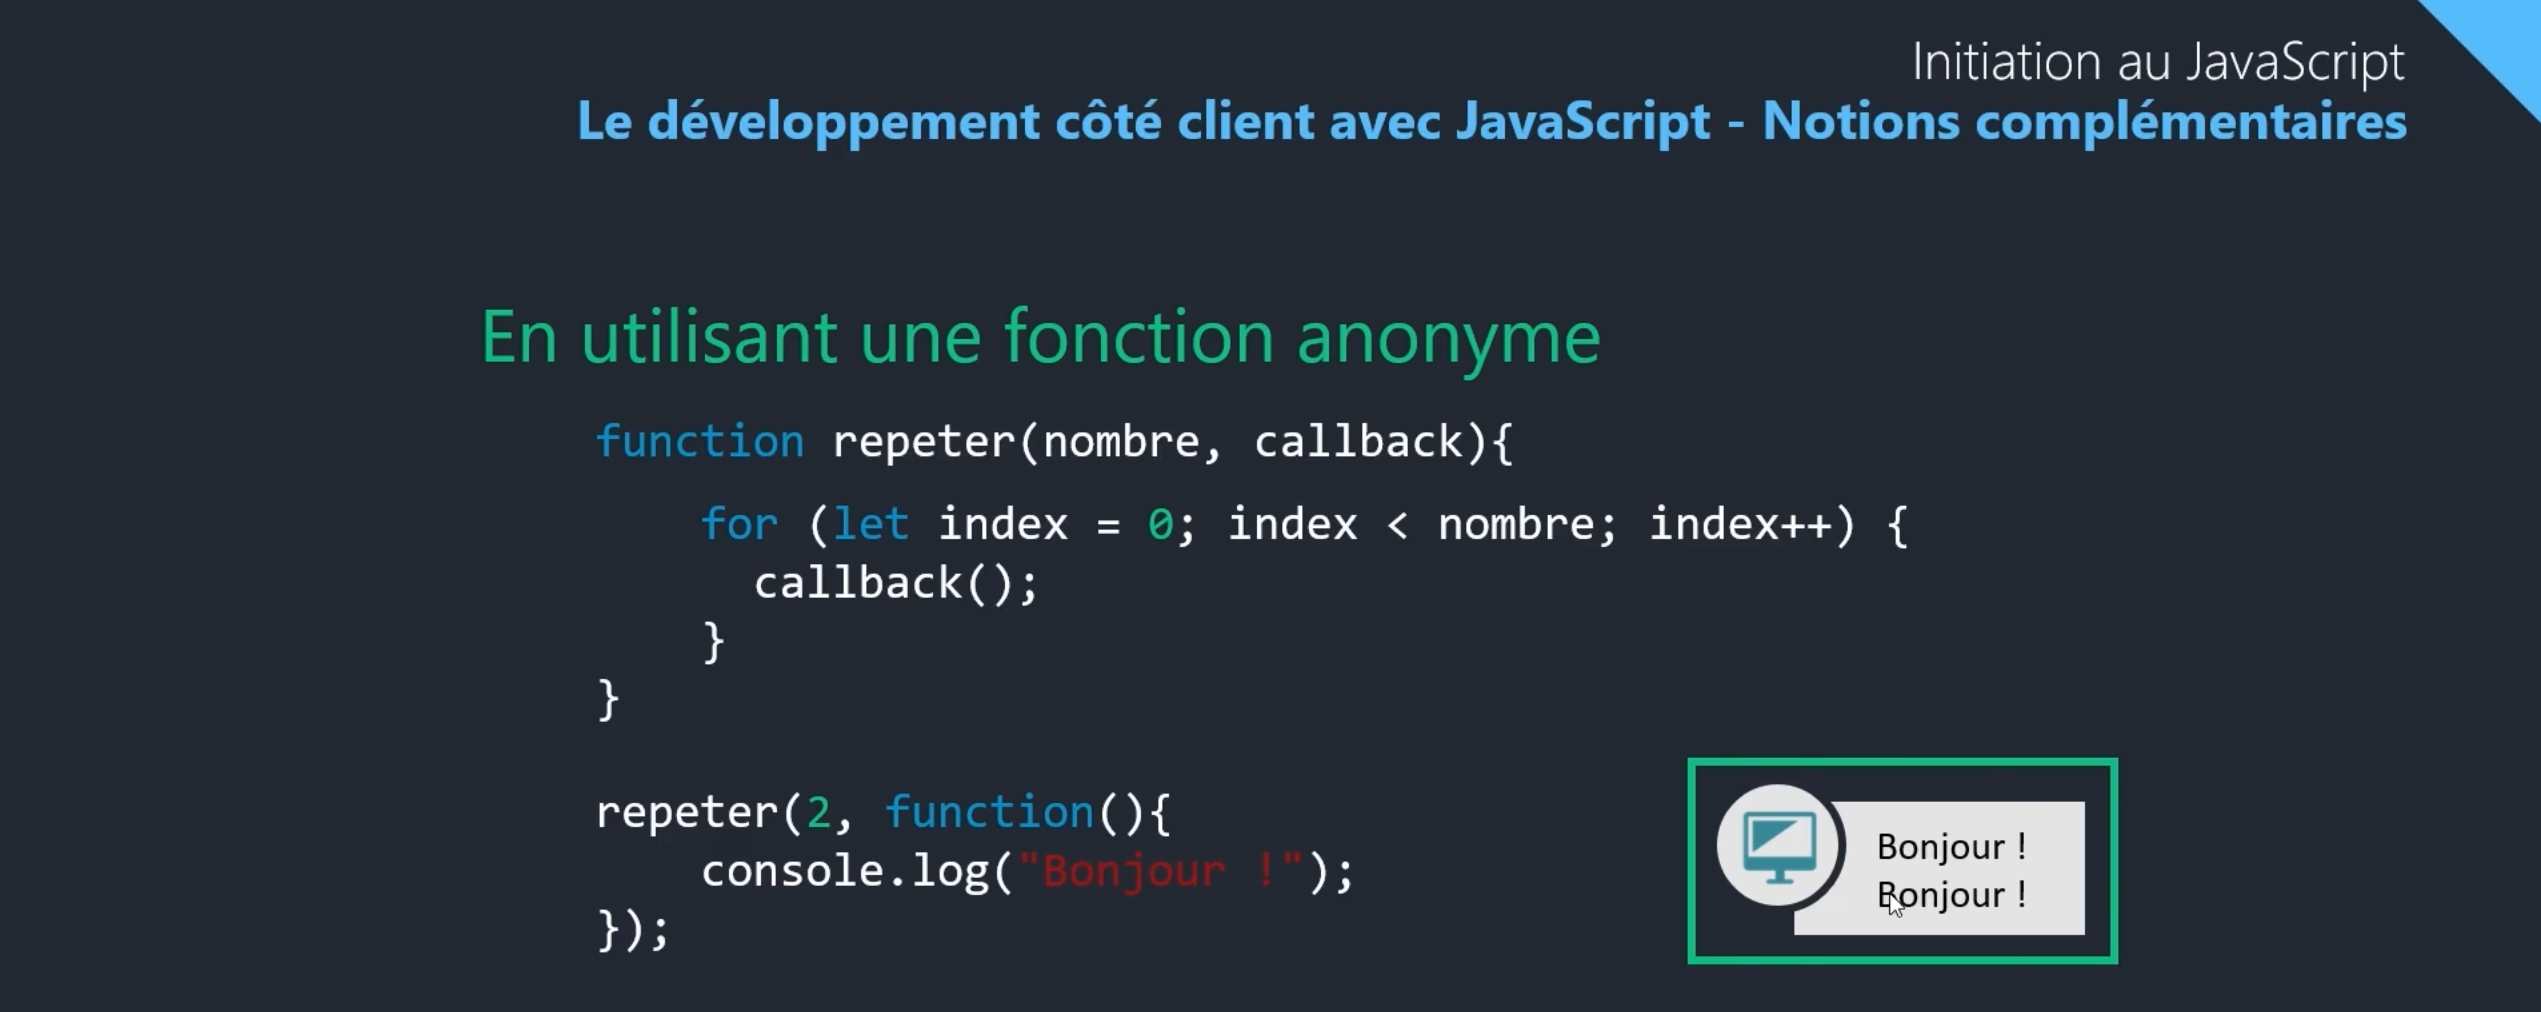 Initiation au JavaScript
Le développement côté client avec JavaScript - Notions complémentaires
En utilisant une fonction anonyme
function repeter(nombre, callback){
for (let index = 0; index < nombre; index++) {
callback();
}
}
repeter(2, function(){
console.log("Bonjour !");
});
Bonjour !
Bonjour !